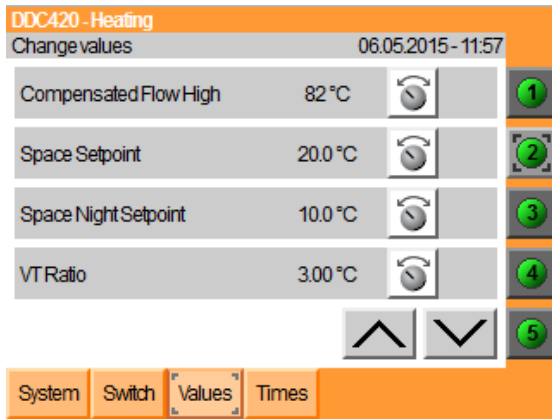 DDC420 - Heating
Change values 06.05.2015 - 11:57
Compensated Flow High 82 °C
1
Space Setpoint 20.0 °C
2
Space Night Setpoint 10.0 °C
3
VT Ratio 3.00 °C
4
5
System Switch Values Times